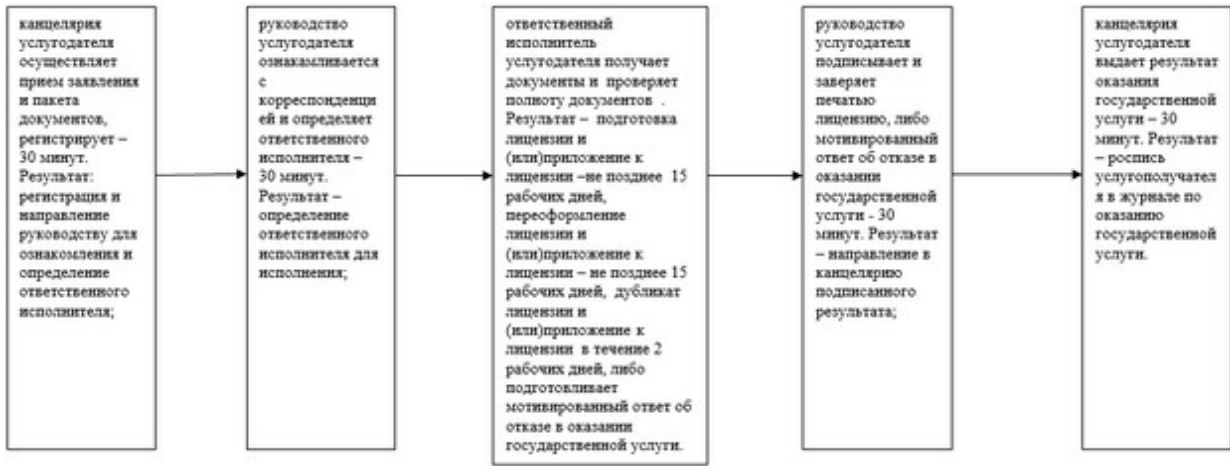 канцелярия
услугодателя
осуществляет
прием заявления
и пакета
документов,
регистрирует –
30 минут.
Результат:
регистрация и
направление
руководству для
ознакомления и
определение
ответственного
исполнителя;
руководство
услугодателя
ознакамливается
с
корреспонденци
ей и определяет
ответственного
исполнителя –
30 минут.
Результат –
определение
ответственного
исполнителя для
исполнения;
ответственный
исполнитель
услугодателя получает
документы и проверяет
полноту документов .
Результат – подготовка
лицензии и
(или)приложение к
лицензии –не позднее 15
рабочих дней,
переоформление
лицензии и
(или)приложение к
лицензии – не позднее 15
рабочих дней, дубликат
лицензии и
(или)приложение к
лицензии в течение 2
рабочих дней, либо
подготовливает
мотивированный ответ об
отказе в оказании
государственной услуги.
руководство
услугодателя
подписывает и
заверяет
печатью
лицензию, либо
мотивированный
ответ об отказе в
оказании
государственной
услуги - 30
минут. Результат
– направление в
канцелярию
подписанного
результата;
канцелярия
услугодателя
выдает результат
оказания
государственной
услуги – 30
минут. Результат
– роспись
услугополучател
я в журнале по
оказанию
государственной
услуги.